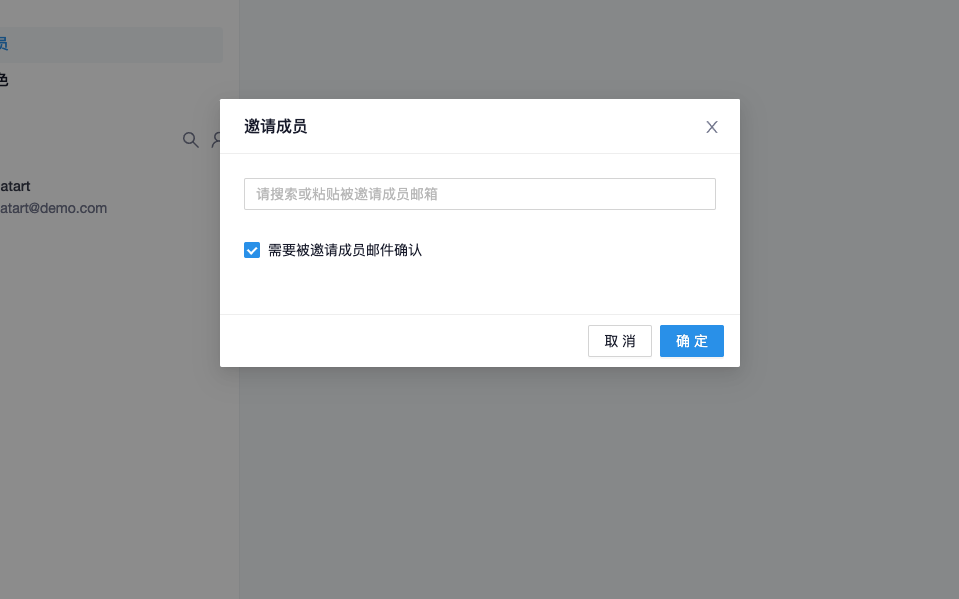 员
色
atart
atart@demo.com
邀请成员
请搜索或粘贴被邀请成员邮箱
需要被邀请成员邮件确认
取 消
确 定